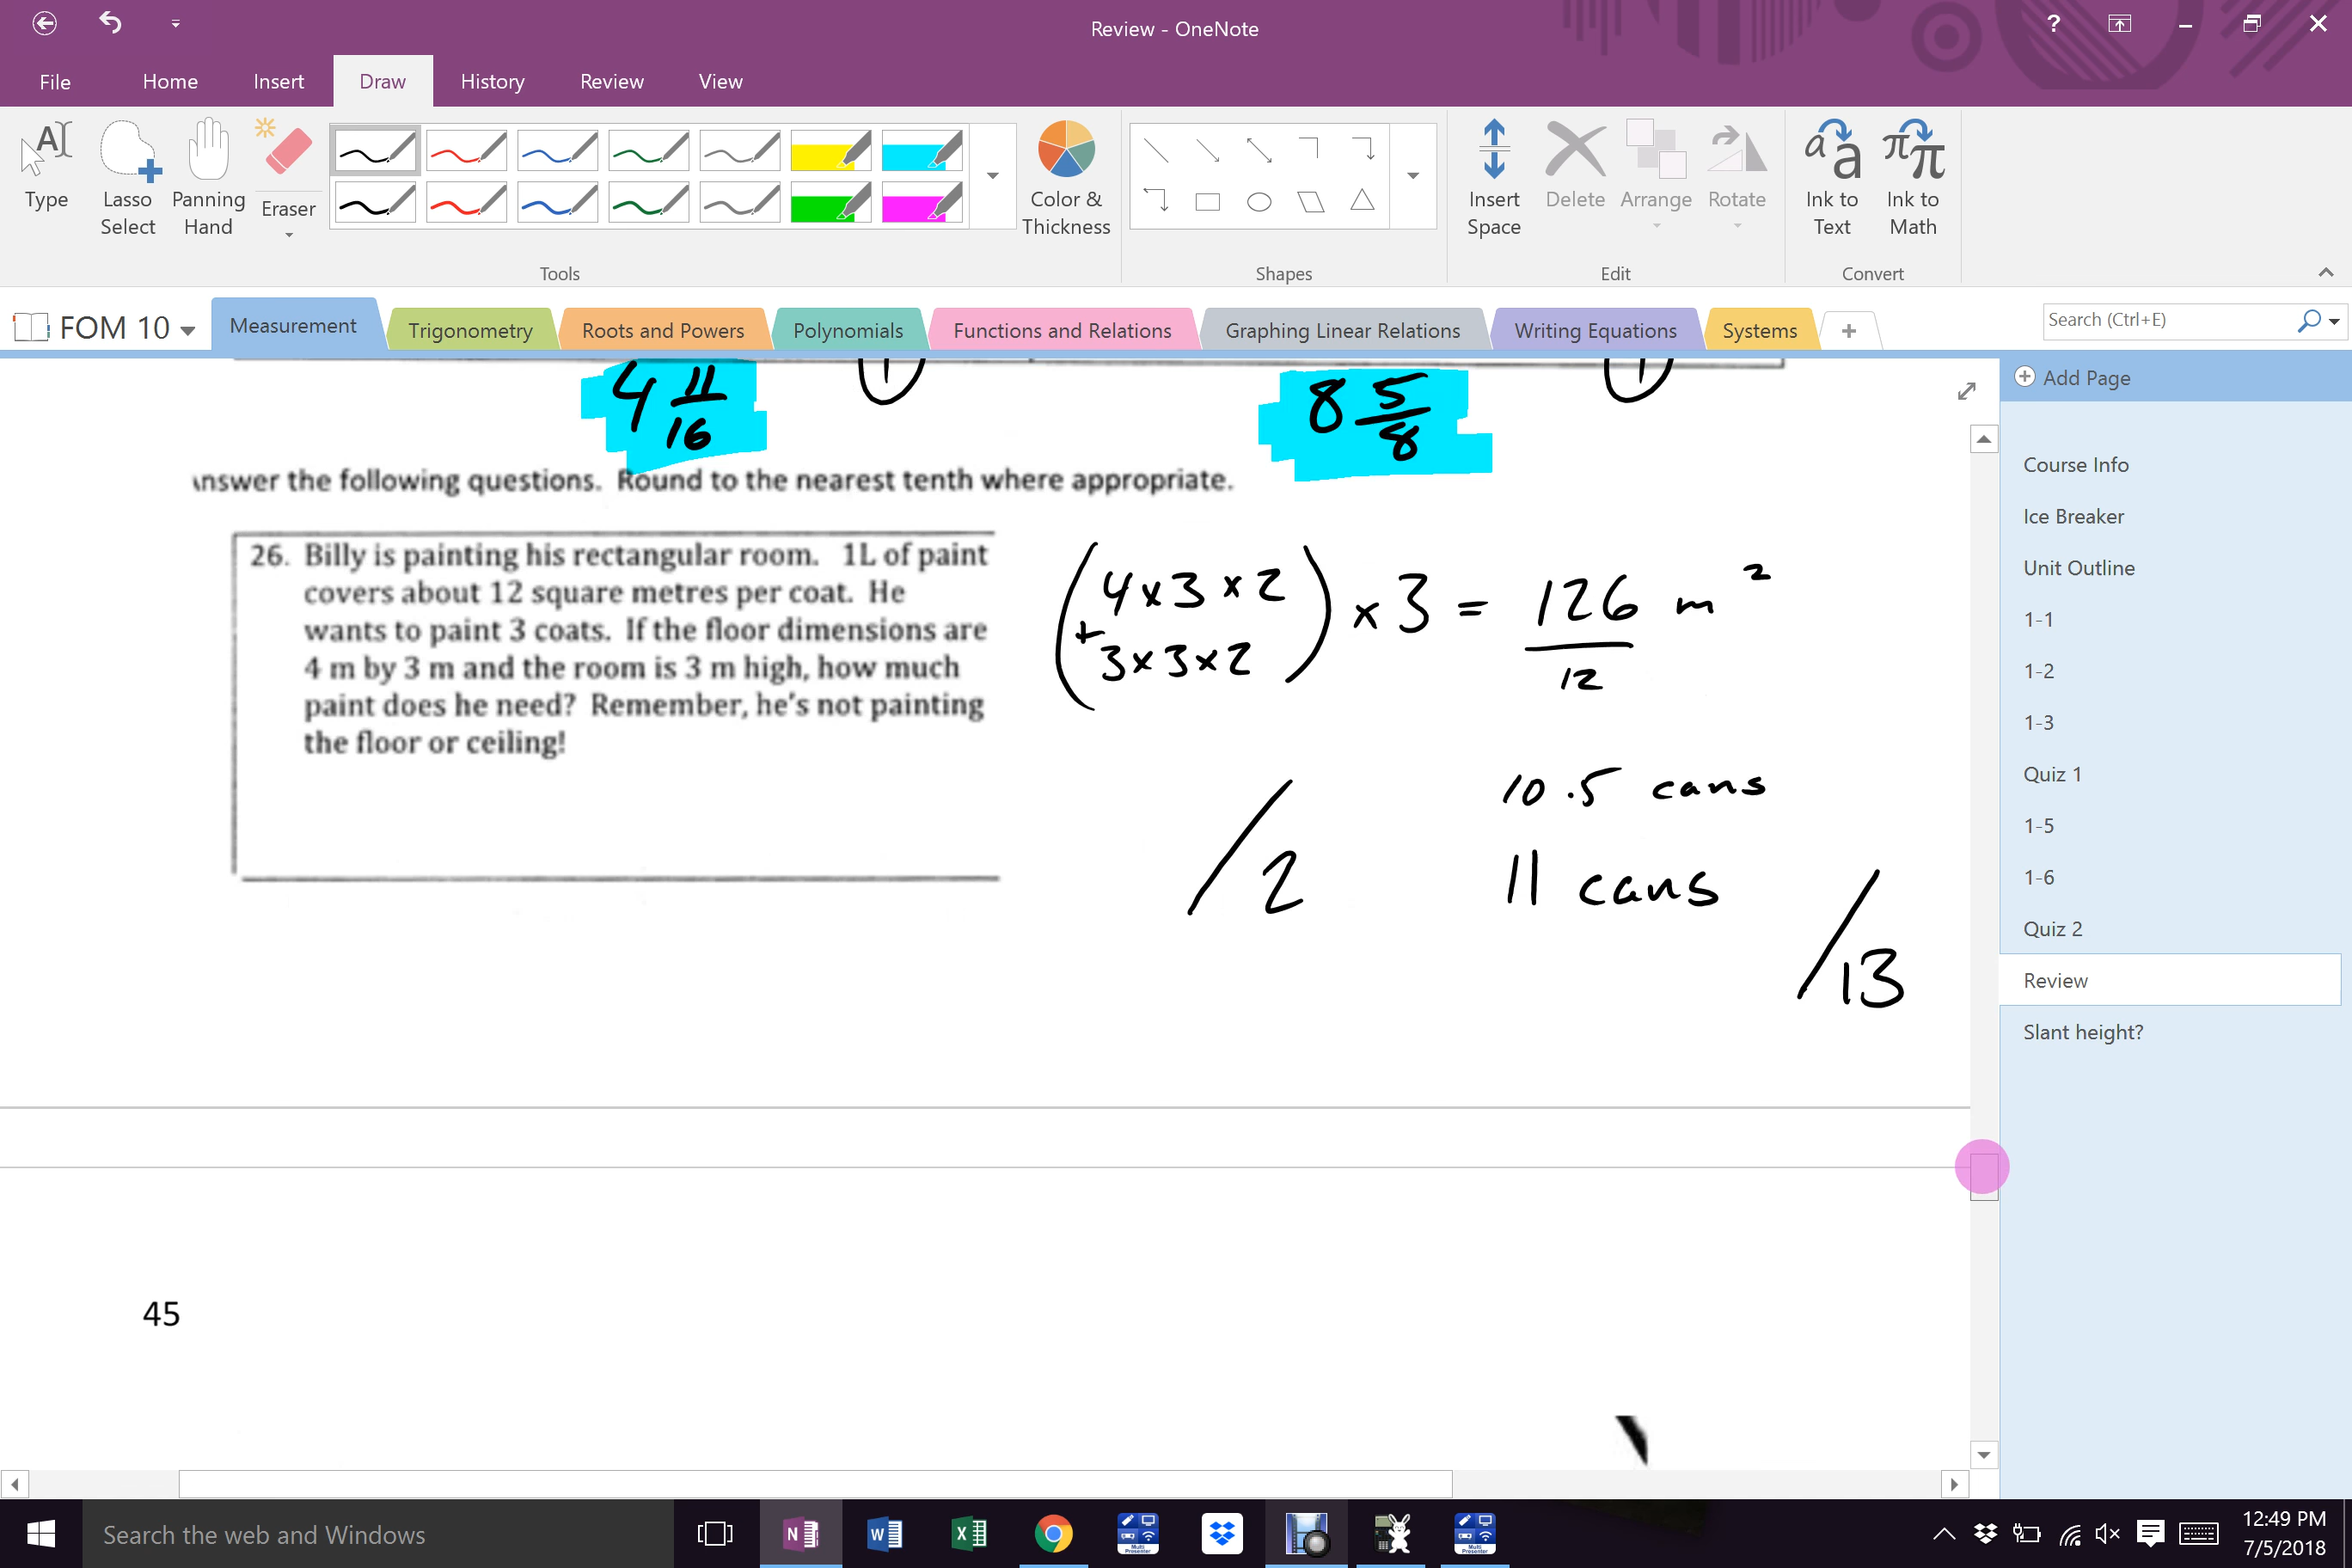 Review - OneNote
?
File Home Insert Draw History Review View
Type
Lasso Select
Panning Hand
Eraser
Color & Thickness
Insert Space
Delete
Arrange
Rotate
Ink to Text
Ink to Math
Tools
Shapes
Edit
Convert
FOM 10
Measurement Trigonometry Roots and Powers Polynomials Functions and Relations Graphing Linear Relations Writing Equations Systems +
Search (Ctrl+E)
4 11/16
8 5/8
nswer the following questions. Round to the nearest tenth where appropriate.
26. Billy is painting his rectangular room. 1L of paint
covers about 12 square metres per coat. He
wants to paint 3 coats. If the floor dimensions are
4 m by 3 m and the room is 3 m high, how much
paint does he need? Remember, he's not painting
the floor or ceiling!
(4 x 3 x 2
+ 3 x 3 x 2) x 3 = 126 m²
12
10.5 cans
/2
11 cans
/13
45
Add Page
Course Info
Ice Breaker
Unit Outline
1-1
1-2
1-3
Quiz 1
1-5
1-6
Quiz 2
Review
Slant height?
Search the web and Windows
12:49 PM
7/5/2018